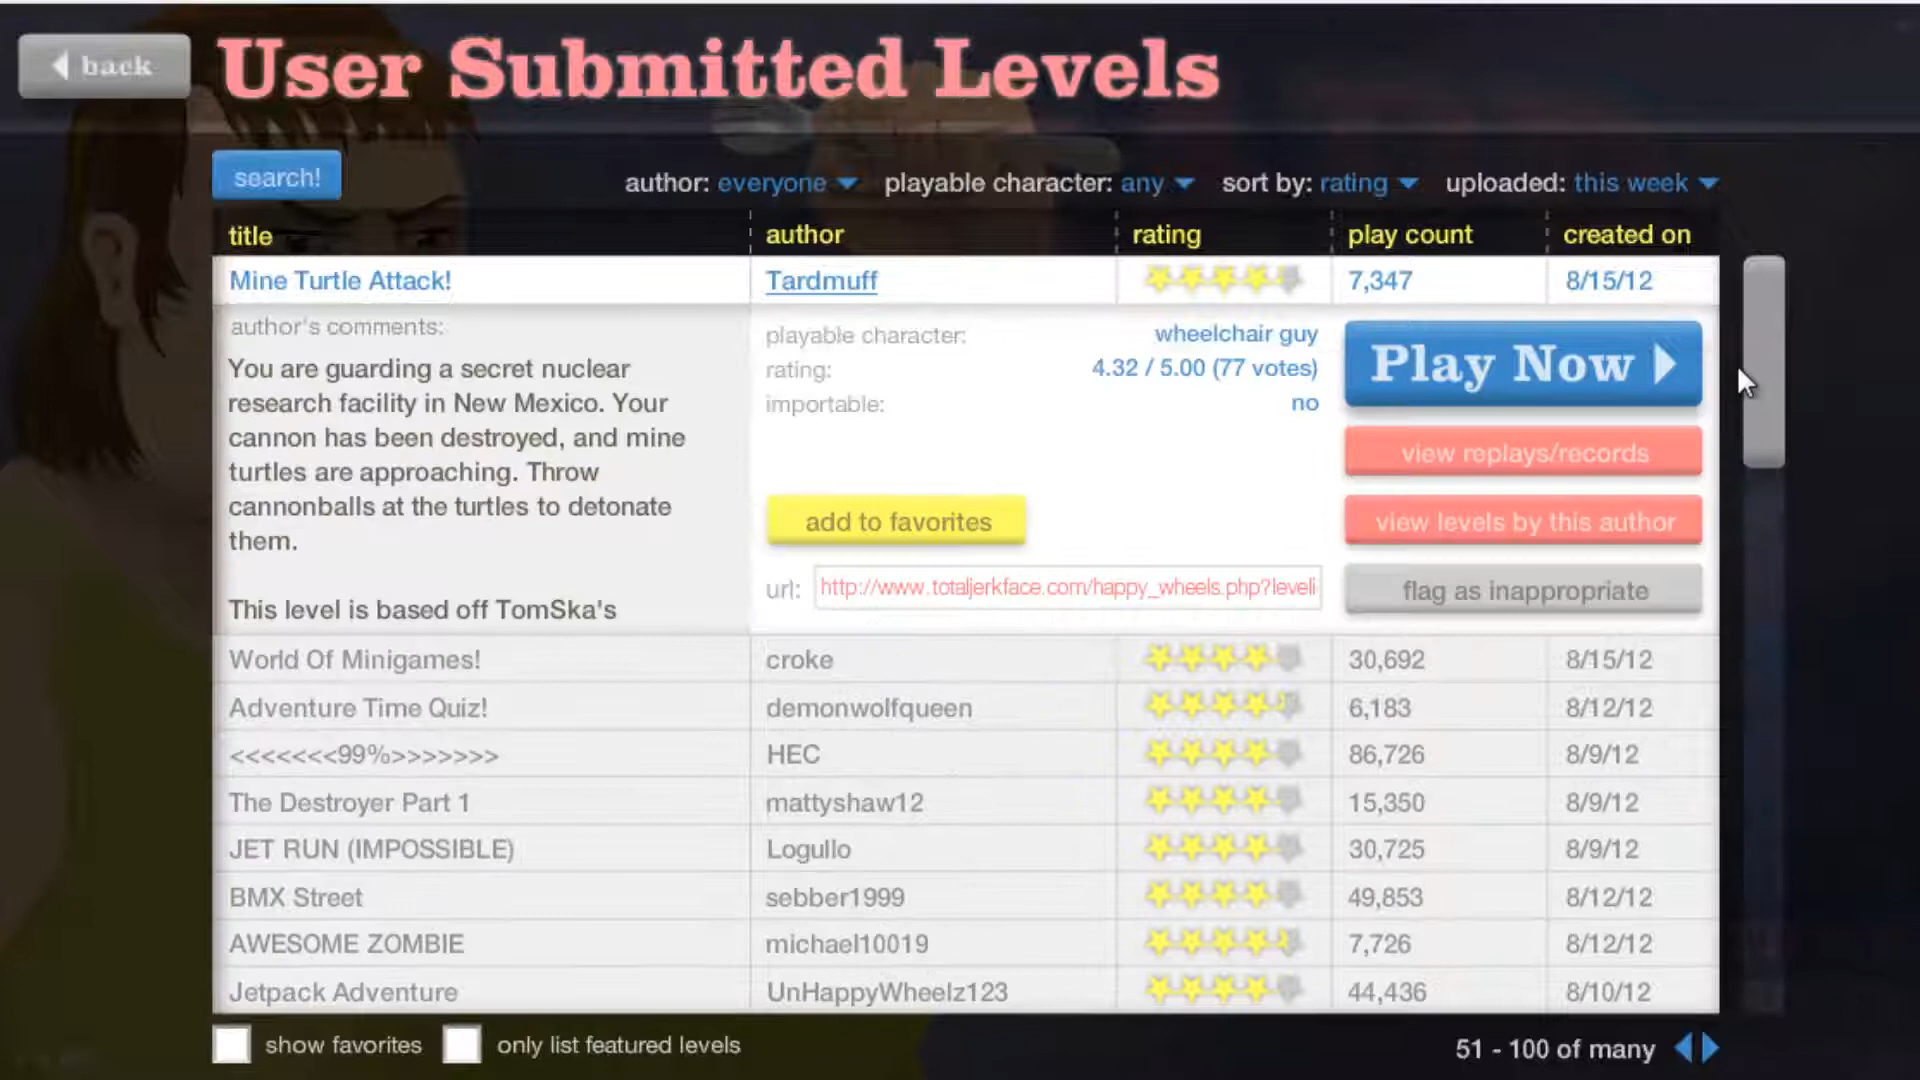 back
User Submitted Levels
search!
author: everyone
playable character: any
sort by: rating
uploaded: this week
title
author
rating
play count
created on
Mine Turtle Attack!
Tardmuff
7,347
8/15/12
author's comments:
You are guarding a secret nuclear
research facility in New Mexico. Your
cannon has been destroyed, and mine
turtles are approaching. Throw
cannonballs at the turtles to detonate
them.
This level is based off TomSka's
playable character: wheelchair guy
rating: 4.32 / 5.00 (77 votes)
importable: no
add to favorites
url: http://www.totaljerkface.com/happy_wheels.php?leveli
Play Now
view replays/records
view levels by this author
flag as inappropriate
World Of Minigames! croke 30,692 8/15/12
Adventure Time Quiz! demonwolfqueen 6,183 8/12/12
<<<<<<<99%>>>>>>> HEC 86,726 8/9/12
The Destroyer Part 1 mattyshaw12 15,350 8/9/12
JET RUN (IMPOSSIBLE) Logullo 30,725 8/9/12
BMX Street sebber1999 49,853 8/12/12
AWESOME ZOMBIE michael10019 7,726 8/12/12
Jetpack Adventure UnHappyWheelz123 44,436 8/10/12
show favorites
only list featured levels
51 - 100 of many